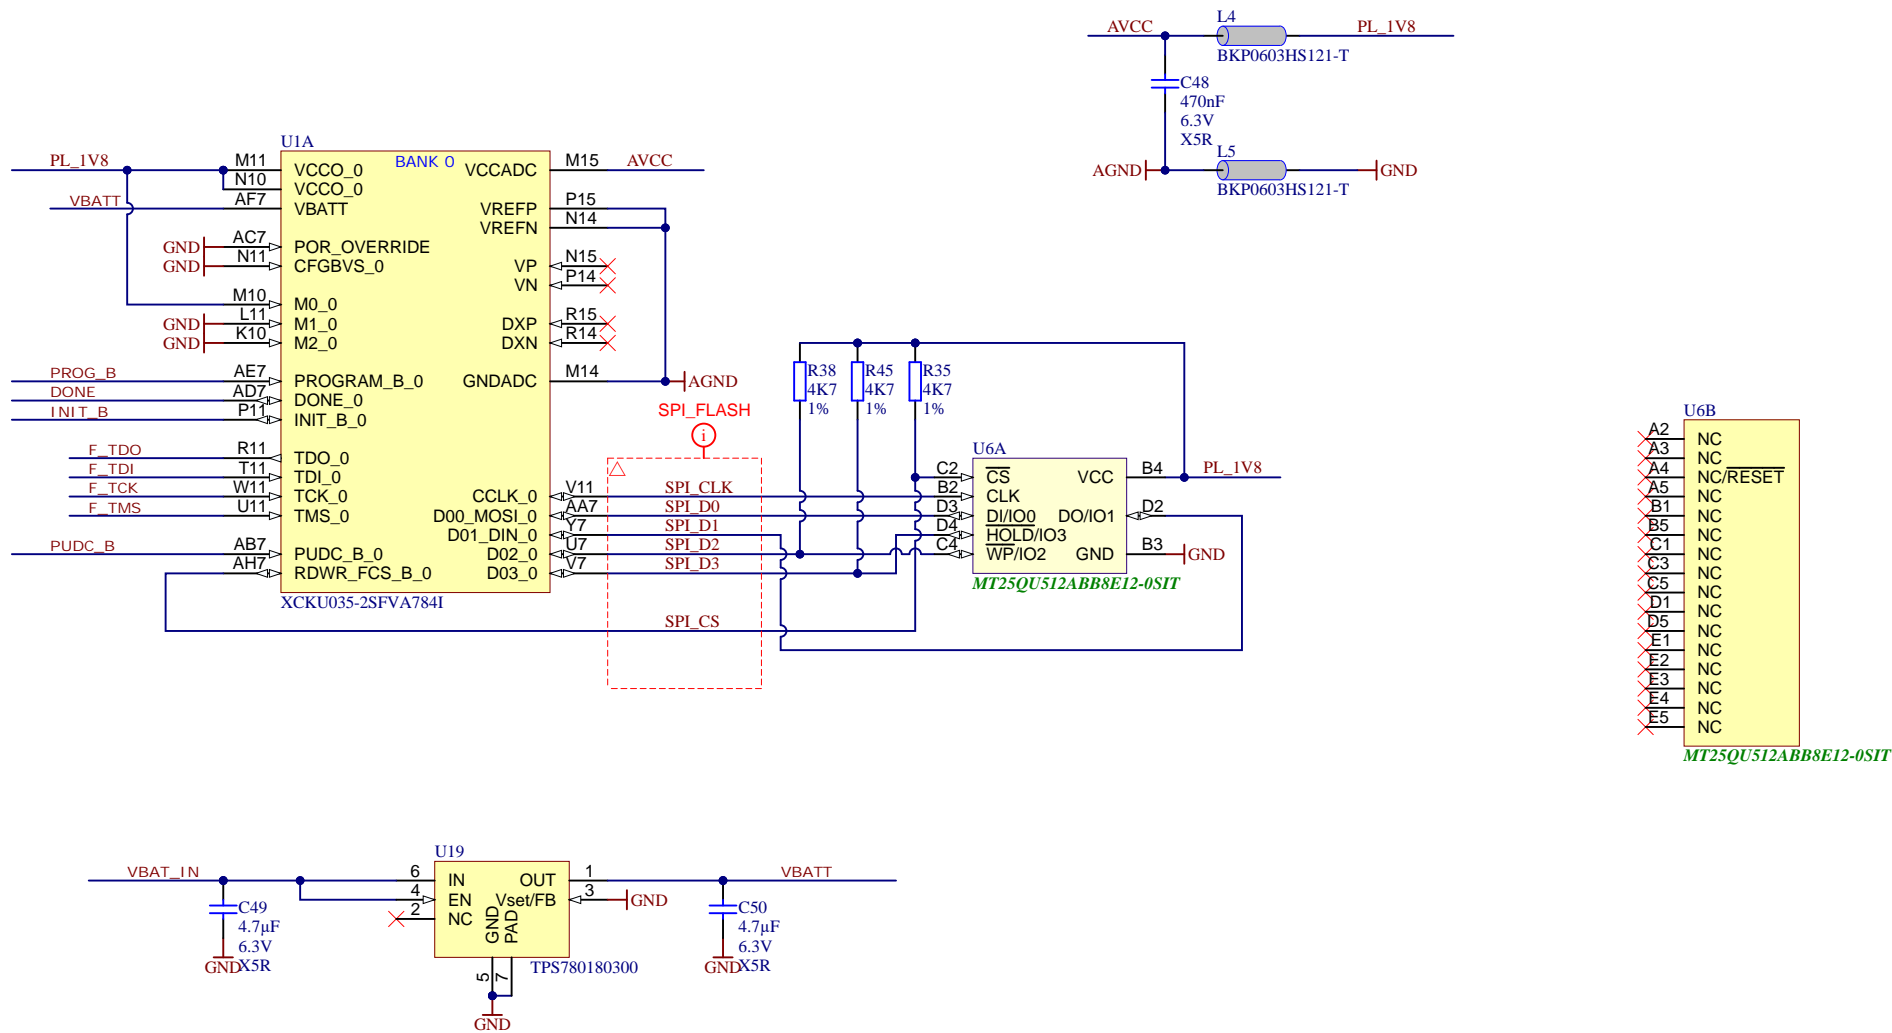 AVCC
L4
PL_1V8
BKP0603HS121-T
C48
470nF
6.3V
X5R
AGND
L5
GND
BKP0603HS121-T
U1A
BANK 0
PL_1V8
M11
VCCO_0
N10
VCCO_0
VBATT
AF7
VBATT
GND
AC7
POR_OVERRIDE
GND
N11
CFGBVS_0
M10
M0_0
GND
L11
M1_0
GND
K10
M2_0
PROG_B
AE7
PROGRAM_B_0
DONE
AD7
DONE_0
INIT_B
P11
INIT_B_0
F_TDO
R11
TDO_0
F_TDI
T11
TDI_0
F_TCK
W11
TCK_0
F_TMS
U11
TMS_0
PUDC_B
AB7
PUDC_B_0
AH7
RDWR_FCS_B_0
VCCADC
M15
AVCC
VREFP
P15
VREFN
N14
VP
N15
VN
P14
DXP
R15
DXN
R14
GNDADC
M14
AGND
CCLK_0
V11
SPI_CLK
D00_MOSI_0
AA7
SPI_D0
D01_DIN_0
Y7
SPI_D1
D02_0
U7
SPI_D2
D03_0
V7
SPI_D3
XCKU035-2SFVA784I
SPI_CS
SPI_FLASH
i
R38
4K7
1%
R45
4K7
1%
R35
4K7
1%
U6A
C2
CS
B2
CLK
D3
DI/IO0
D4
HOLD/IO3
C4
WP/IO2
VCC
B4
PL_1V8
DO/IO1
D2
GND
B3
GND
MT25QU512ABB8E12-0SIT
U6B
A2
NC
A3
NC
A4
NC/RESET
A5
NC
B1
NC
B5
NC
C1
NC
C3
NC
C5
NC
D1
NC
D5
NC
E1
NC
E2
NC
E3
NC
E4
NC
E5
NC
MT25QU512ABB8E12-0SIT
U19
VBAT_IN
6
IN
4
EN
2
NC
OUT
1
VBATT
Vset/FB
3
GND
GND
PAD
5
7
GND
TPS780180300
C49
4.7µF
6.3V
X5R
GND
C50
4.7µF
6.3V
X5R
GND